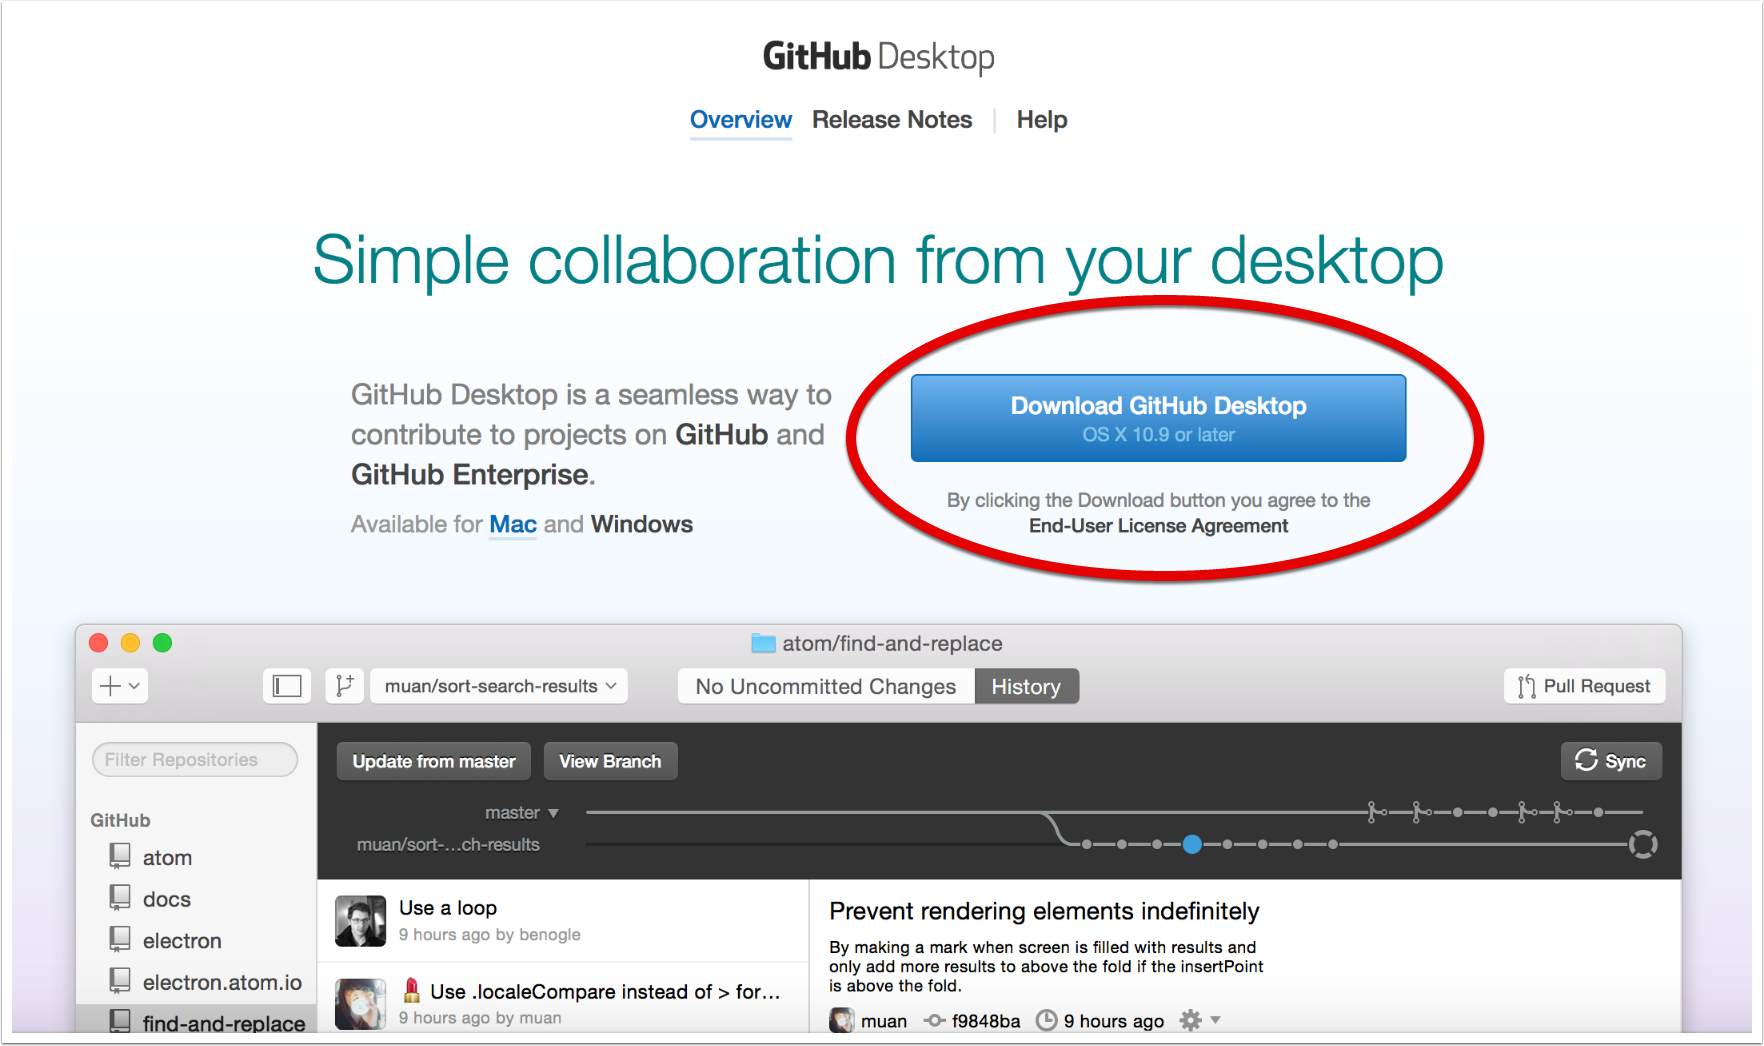 GitHub Desktop
Overview Release Notes Help
Simple collaboration from your desktop
GitHub Desktop is a seamless way to
contribute to projects on GitHub and
GitHub Enterprise.
Available for Mac and Windows
Download GitHub Desktop
OS X 10.9 or later
By clicking the Download button you agree to the
End-User License Agreement
atom/find-and-replace
muan/sort-search-results
No Uncommitted Changes
History
Pull Request
Filter Repositories
Update from master
View Branch
Sync
master
muan/sort-...ch-results
GitHub
atom
docs
electron
electron.atom.io
find-and-replace
Use a loop
9 hours ago by benogle
Use .localeCompare instead of > for...
9 hours ago by muan
Prevent rendering elements indefinitely
By making a mark when screen is filled with results and
only add more results to above the fold if the insertPoint
is above the fold.
muan f9848ba 9 hours ago